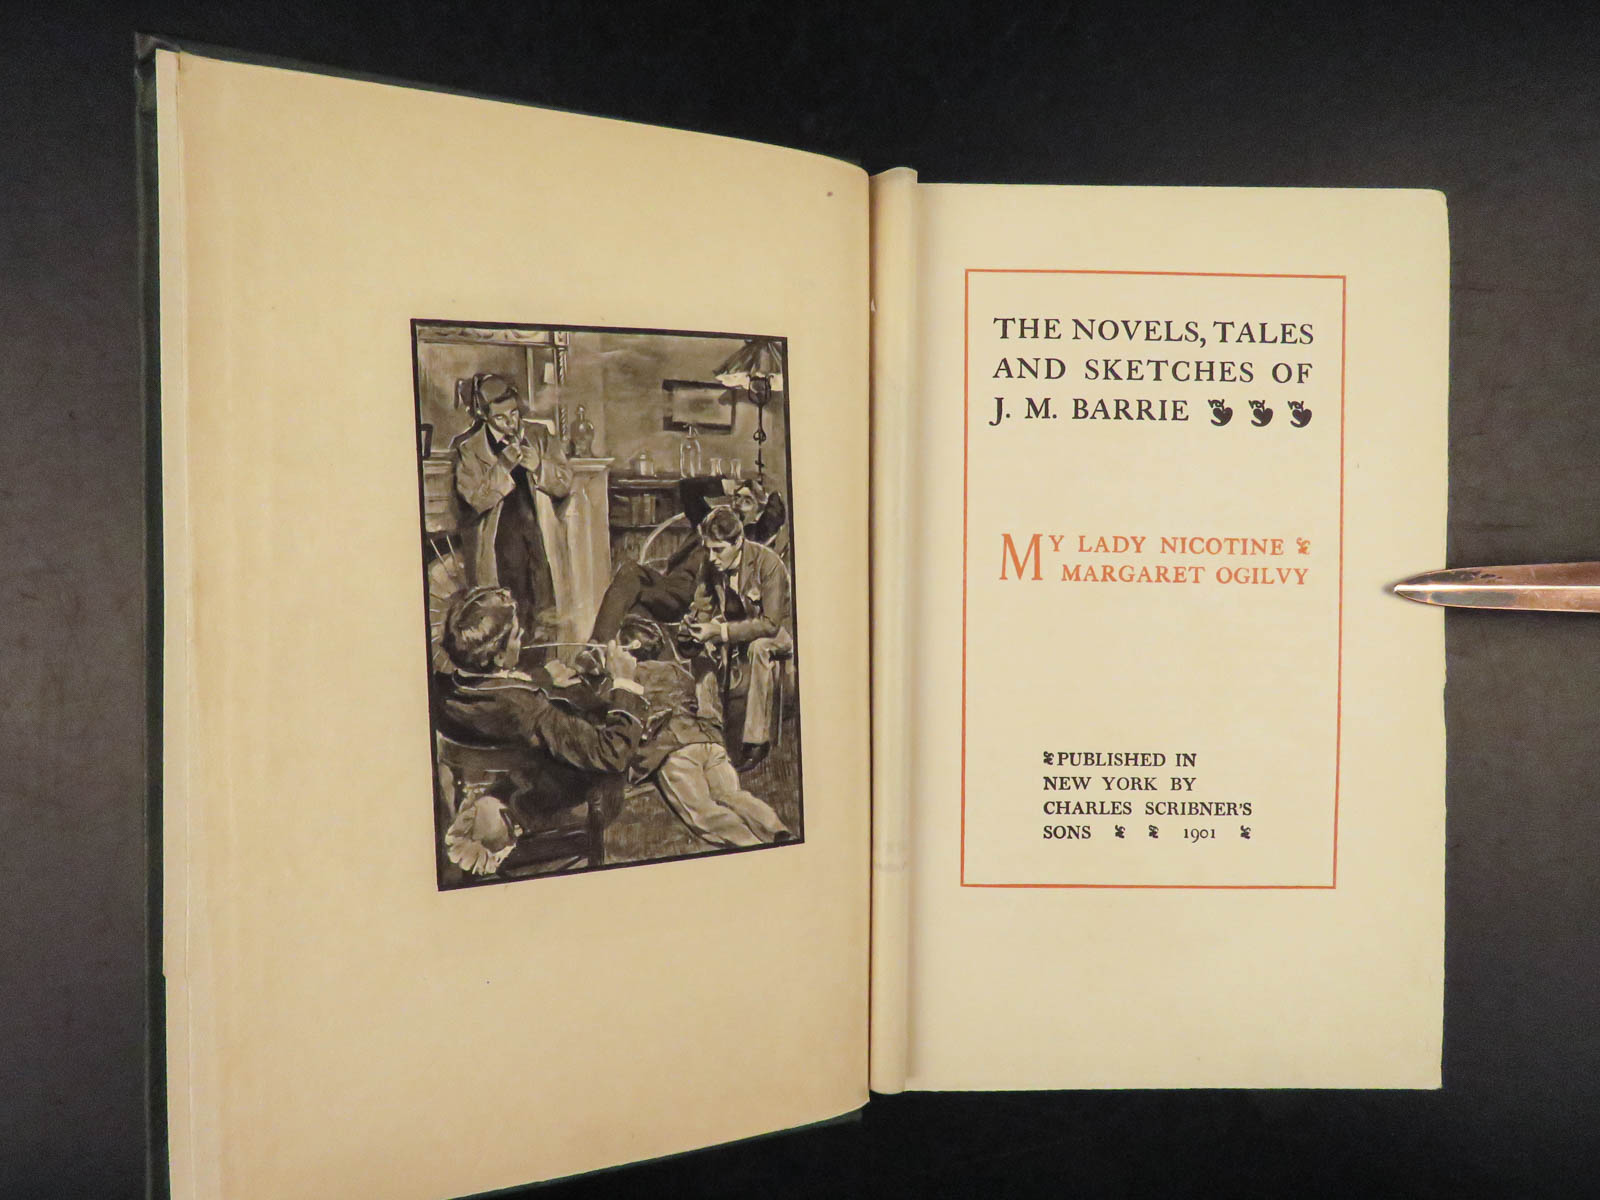 THE NOVELS, TALES
AND SKETCHES OF
J. M. BARRIE
MY LADY NICOTINE
MARGARET OGILVY
PUBLISHED IN
NEW YORK BY
CHARLES SCRIBNER'S
SONS 1901